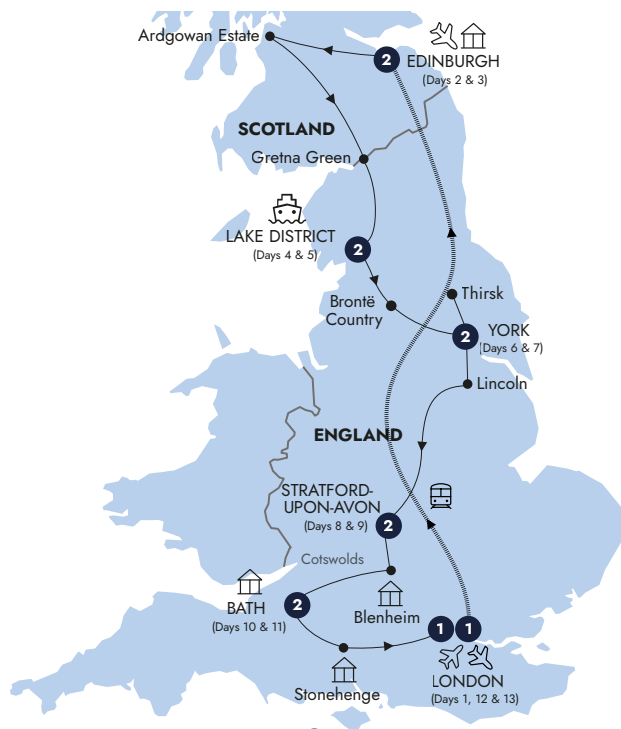 Ardgowan Estate
2
EDINBURGH
(Days 2 & 3)
SCOTLAND
Gretna Green
LAKE DISTRICT
(Days 4 & 5)
2
Thirsk
Brontë
Country
2
YORK
(Days 6 & 7)
Lincoln
ENGLAND
STRATFORD-
UPON-AVON
(Days 8 & 9)
2
Cotswolds
BATH
(Days 10 & 11)
2
Blenheim
1
1
Stonehenge
LONDON
(Days 1, 12 & 13)